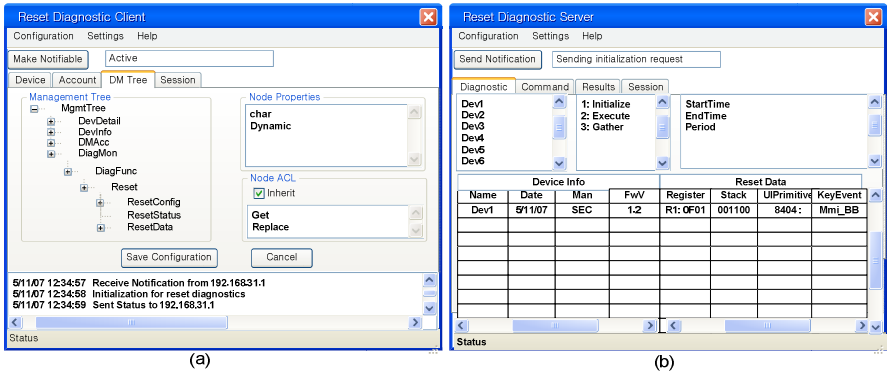 Reset Diagnostic Client
Configuration Settings Help
Make Notifiable Active
Device Account DM Tree Session
Management Tree
MgmtTree
DevDetail
DevInfo
DMAcc
DiagMon
DiagFunc
Reset
ResetConfig
ResetStatus
ResetData
Node Properties
char
Dynamic
Node ACL
Inherit
Get
Replace
Save Configuration Cancel
5/11/07 12:34:57 Receive Notification from 192.168.31.1
5/11/07 12:34:58 Initialization for reset diagnostics
5/11/07 12:34:59 Sent Status to 192.168.31.1
Status
(a)
Reset Diagnostic Server
Configuration Settings Help
Send Notification Sending initialization request
Diagnostic Command Results Session
Dev1
Dev2
Dev3
Dev4
Dev5
Dev6
1: Initialize
2: Execute
3: Gather
StartTime
EndTime
Period
Device Info Reset Data
Name Date Man FwV Register Stack UIPrimitive KeyEvent
Dev1 5/11/07 SEC 1.2 R1: 0F01 001100 8404 : Mmi_BB
Status
(b)